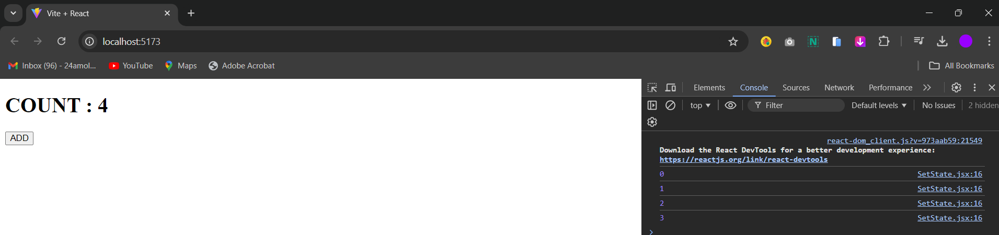 Vite + React
localhost:5173
Inbox (96) - 24amol... YouTube Maps Adobe Acrobat All Bookmarks
COUNT : 4
ADD
Elements Console Sources Network Performance
top Filter Default levels No Issues 2 hidden
react-dom_client.js?v=973aab59:21549
Download the React DevTools for a better development experience:
https://reactjs.org/link/react-devtools
0 SetState.jsx:16
1 SetState.jsx:16
2 SetState.jsx:16
3 SetState.jsx:16